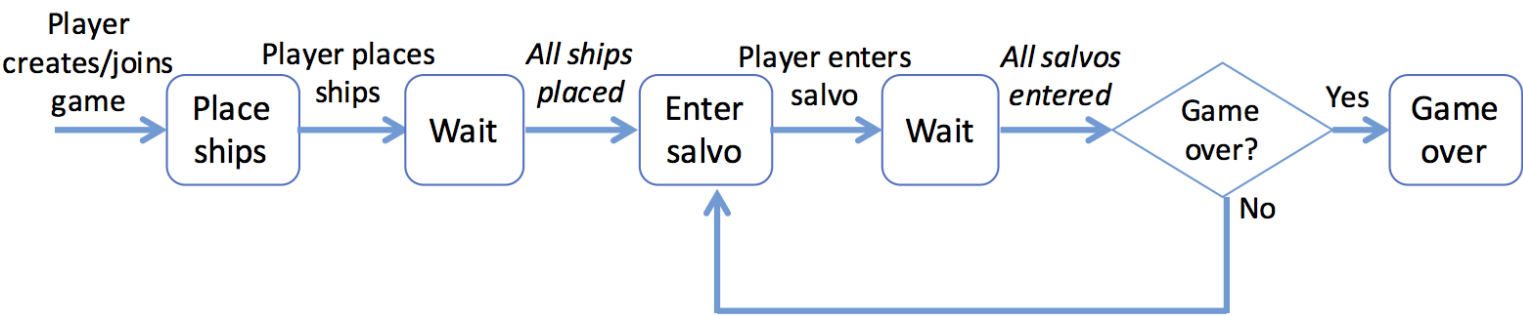 Player
creates/joins
game
Place
ships
Player places
ships
Wait
All ships
placed
Enter
salvo
Player enters
salvo
Wait
All salvos
entered
Game
over?
Yes
No
Game
over